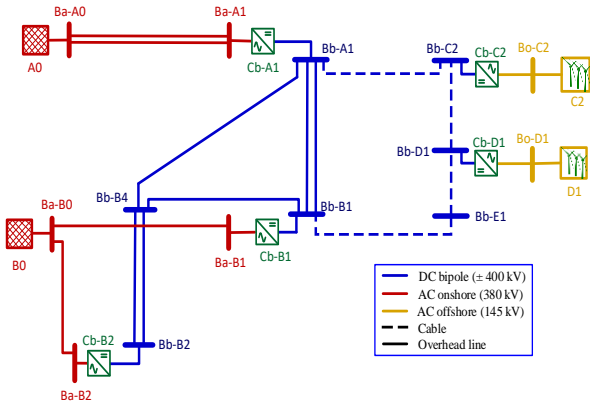 Ba-A0
Ba-A1
A0
Cb-A1
Bb-A1
Bb-C2
Cb-C2
Bo-C2
C2
Bb-D1
Cb-D1
Bo-D1
D1
Bb-B4
Ba-B0
Bb-B1
Bb-E1
B0
Ba-B1
Cb-B1
Cb-B2
Bb-B2
Ba-B2
DC bipole (± 400 kV)
AC onshore (380 kV)
AC offshore (145 kV)
Cable
Overhead line